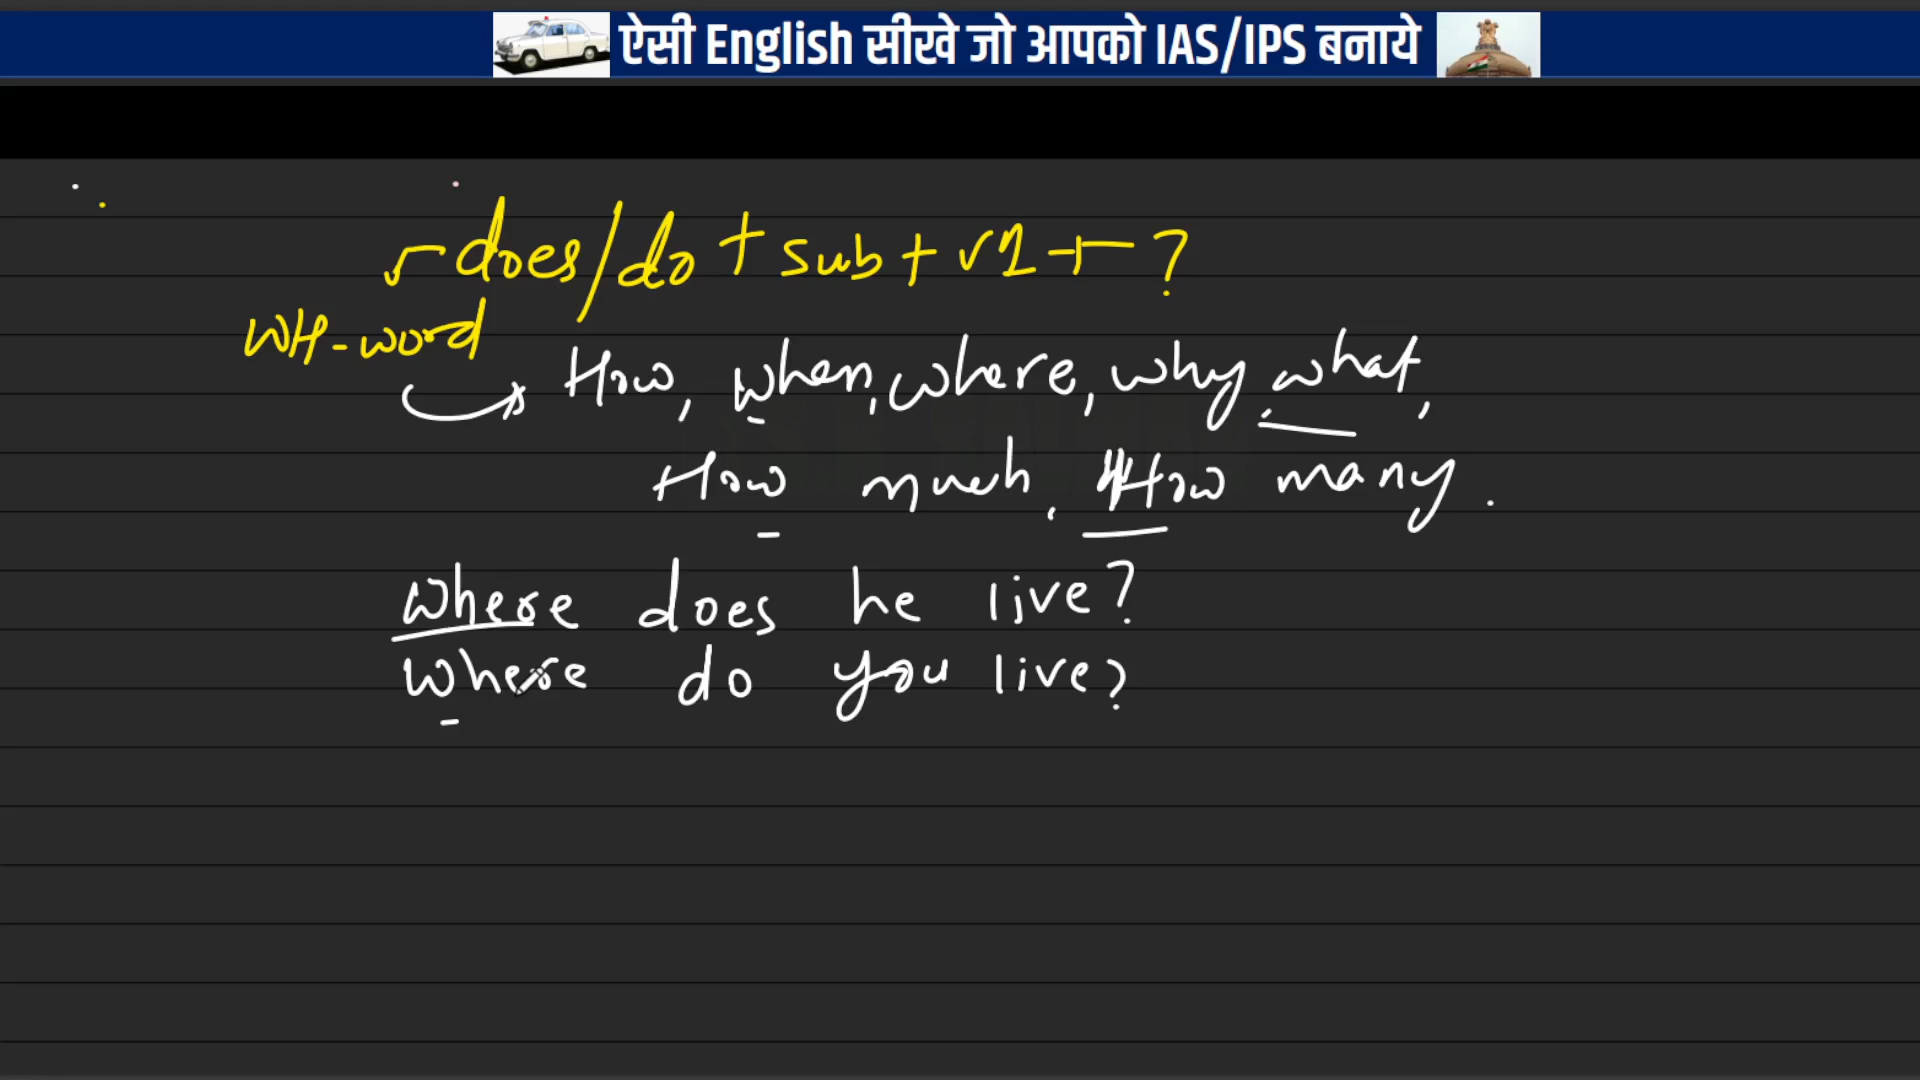 ऐसी English सीखे जो आपको IAS/IPS बनाये
does/do + sub + v1 + ?
WH-word
How, when, where, why what,
How much, How many.
where does he live?
where do you live?